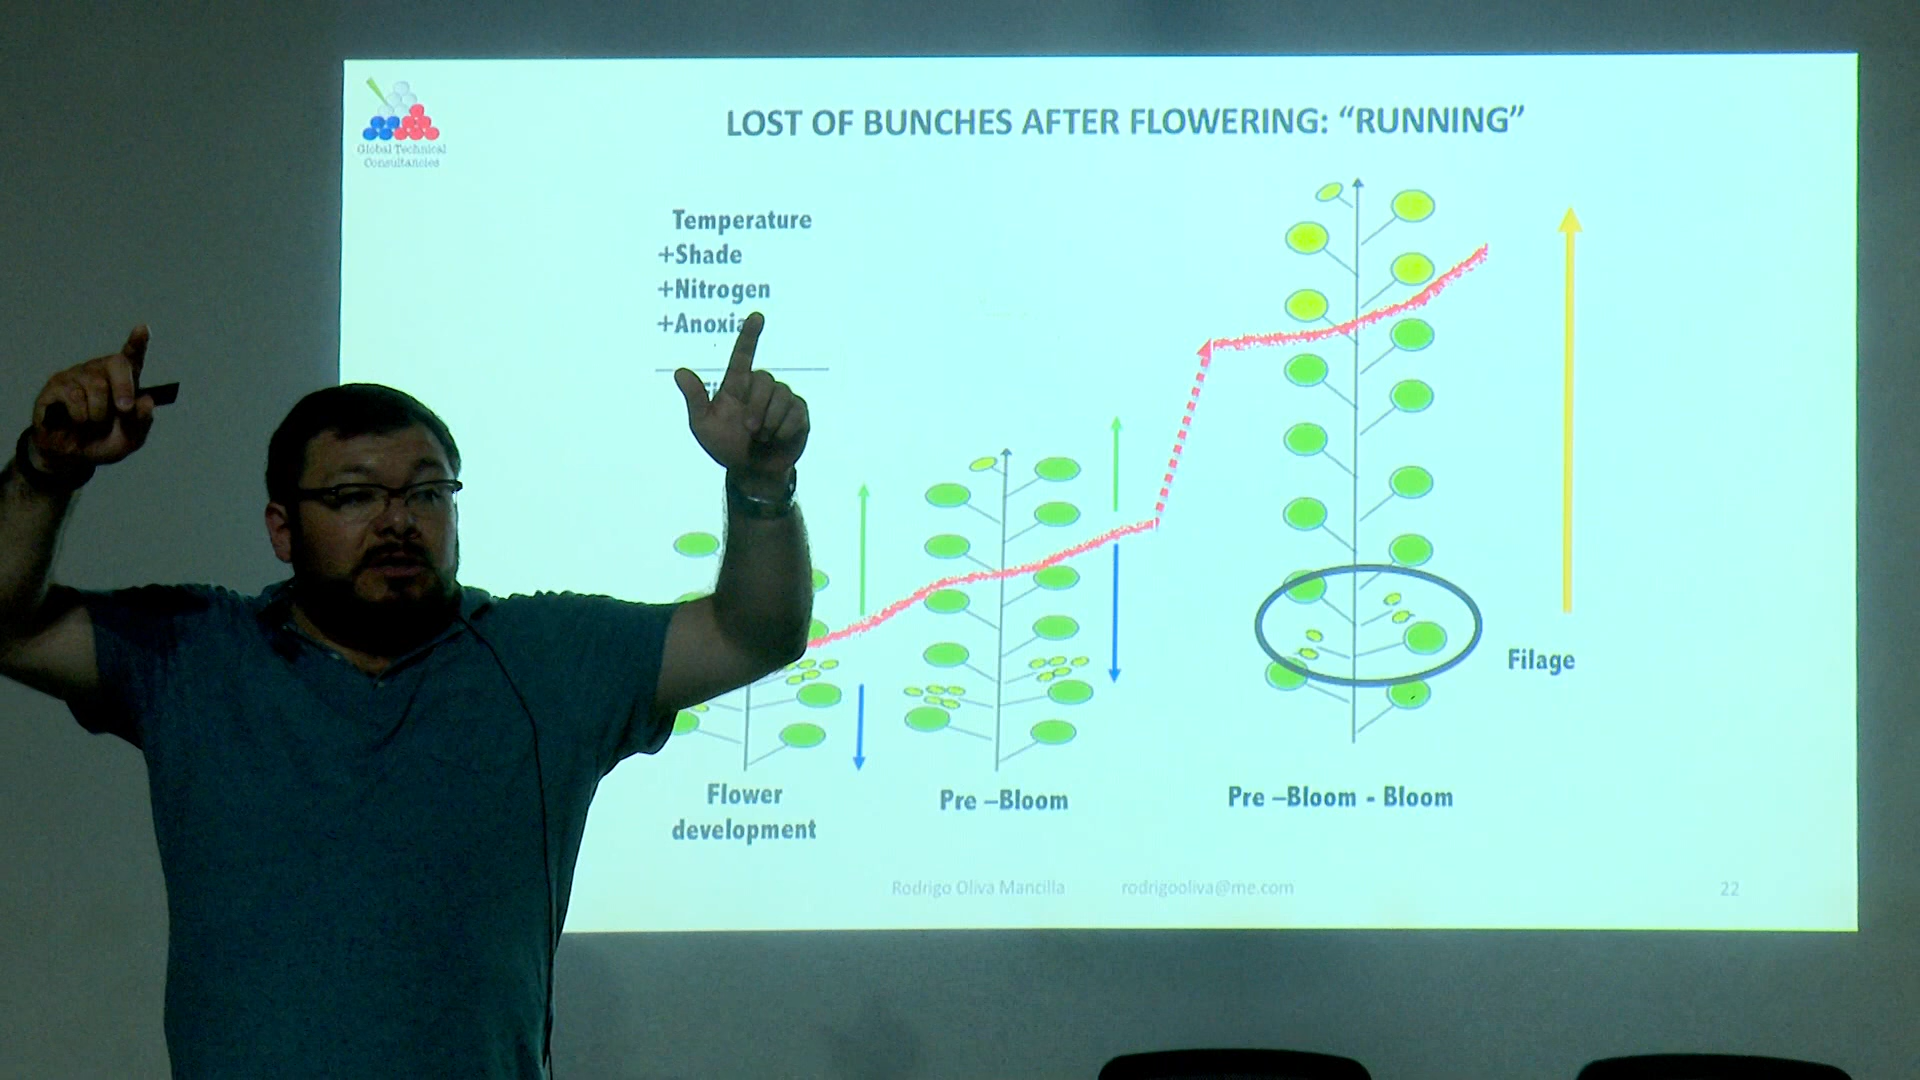 Global Technical
Consultancies
LOST OF BUNCHES AFTER FLOWERING: “RUNNING”
Temperature
+Shade
+Nitrogen
+Anoxia
Filage
Flower
development
Pre –Bloom
Pre –Bloom - Bloom
Rodrigo Oliva Mancilla
rodrigooliva@me.com
22